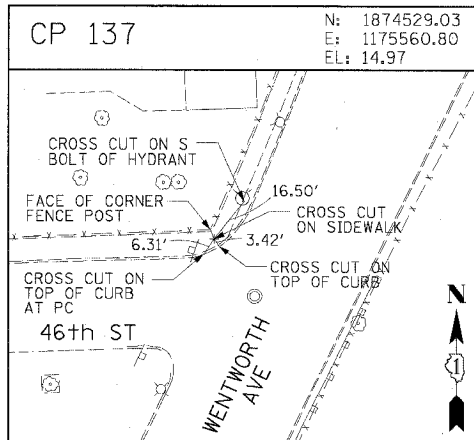 CP 137
N: 1874529.03
E: 1175560.80
EL: 14.97
CROSS CUT ON S
BOLT OF HYDRANT
16.50'
FACE OF CORNER
FENCE POST
CROSS CUT
ON SIDEWALK
6.31'
3.42'
CROSS CUT ON
TOP OF CURB
AT PC
CROSS CUT ON
TOP OF CURB
46th ST
WENTWORTH
AVE
N
1